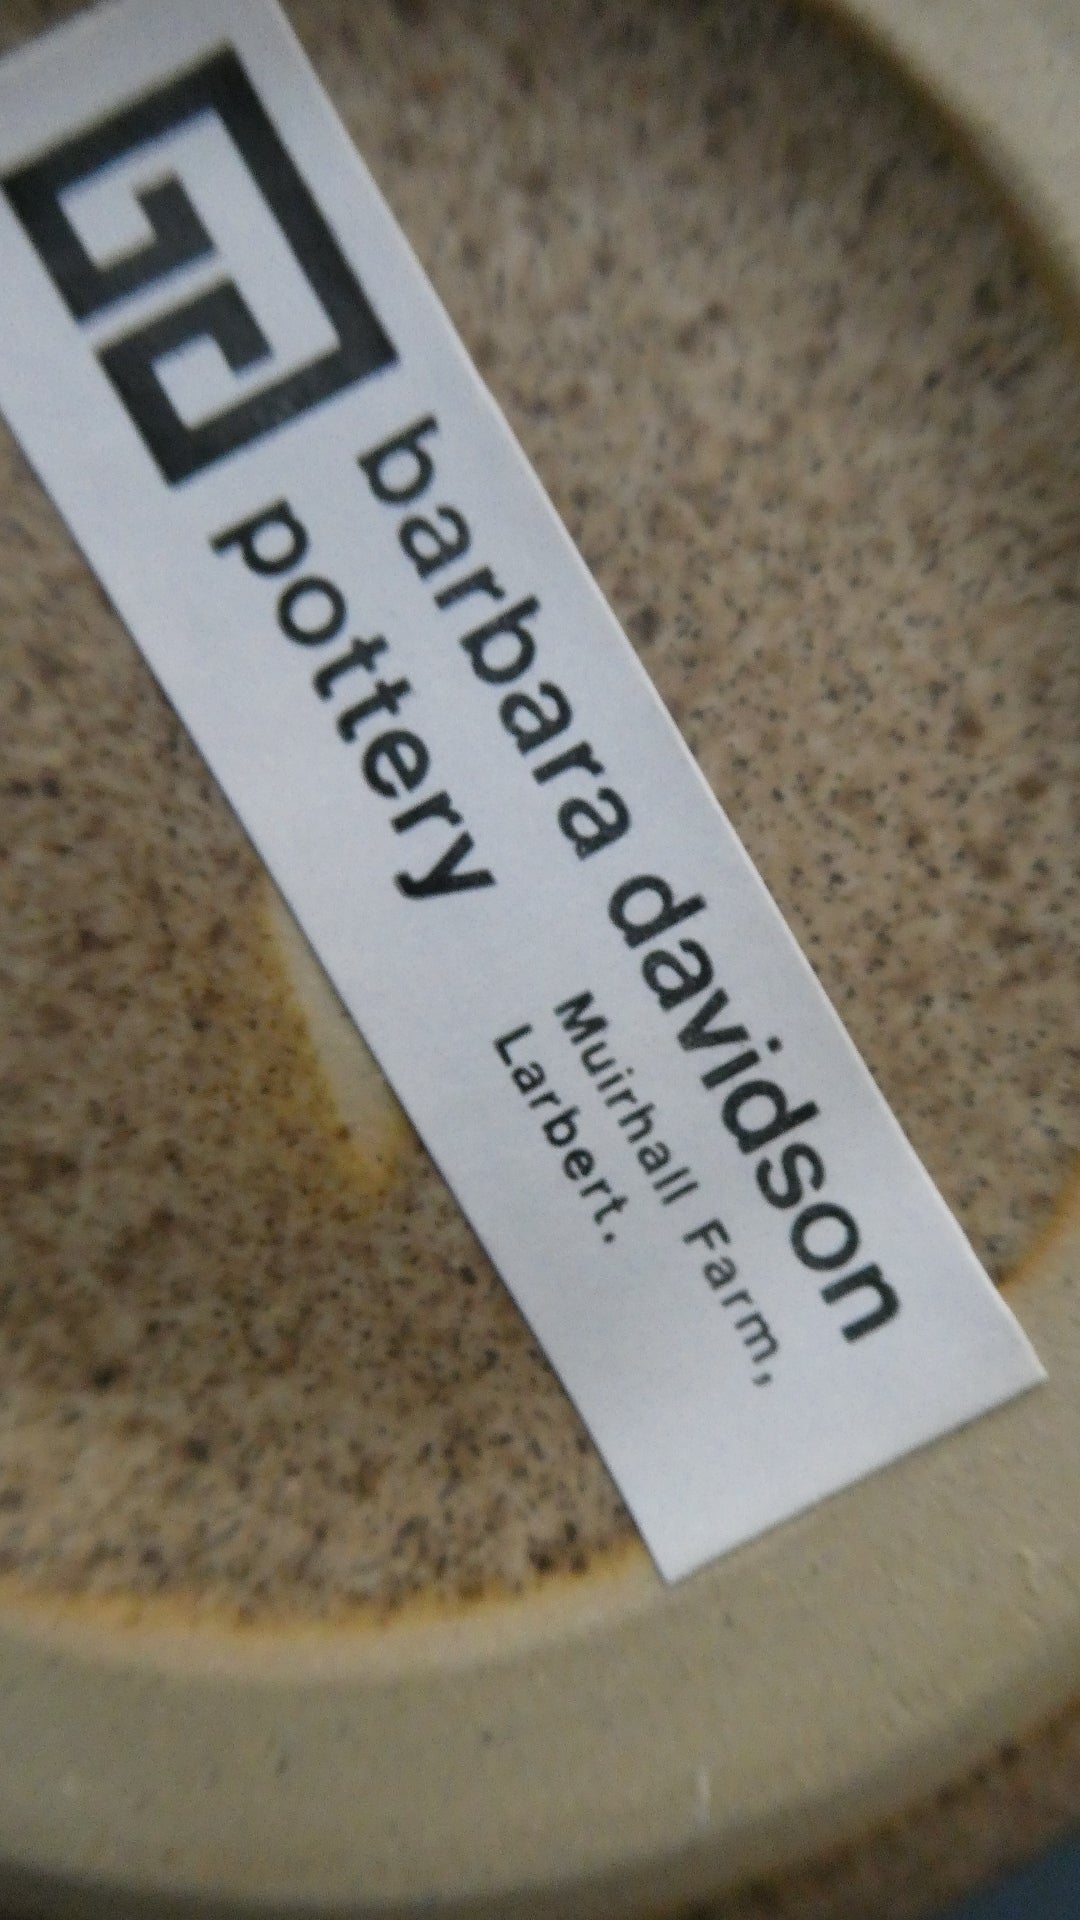 barbara davidson
pottery
Muirhall Farm,
Larbert.